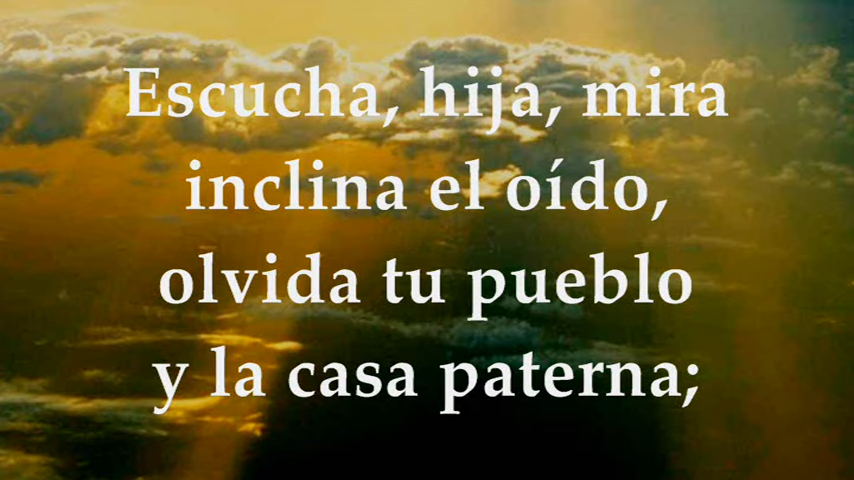 Escucha, hija, mira
inclina el oído,
olvida tu pueblo
y la casa paterna;